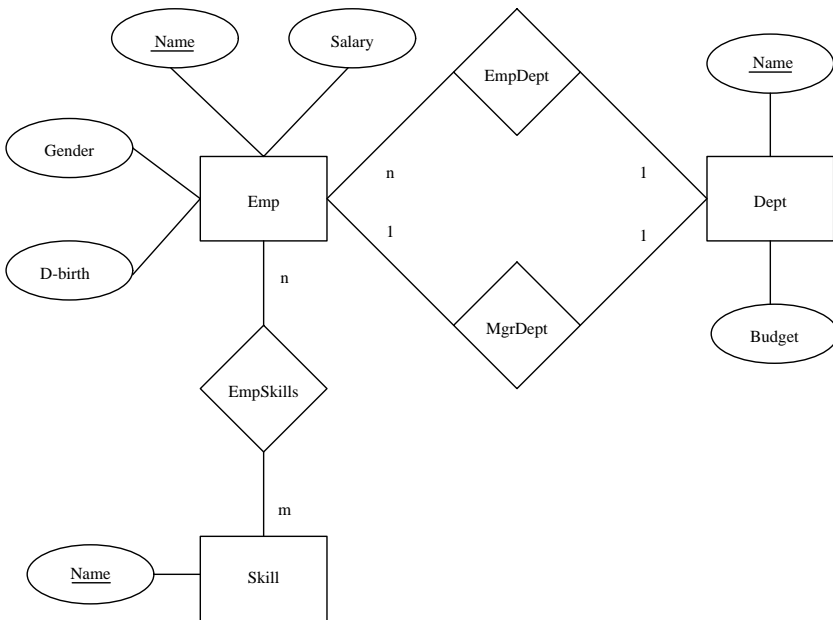 Name
Salary
EmpDept
Name
Gender
n
1
Emp
Dept
1
1
D-birth
n
MgrDept
Budget
EmpSkills
m
Name
Skill